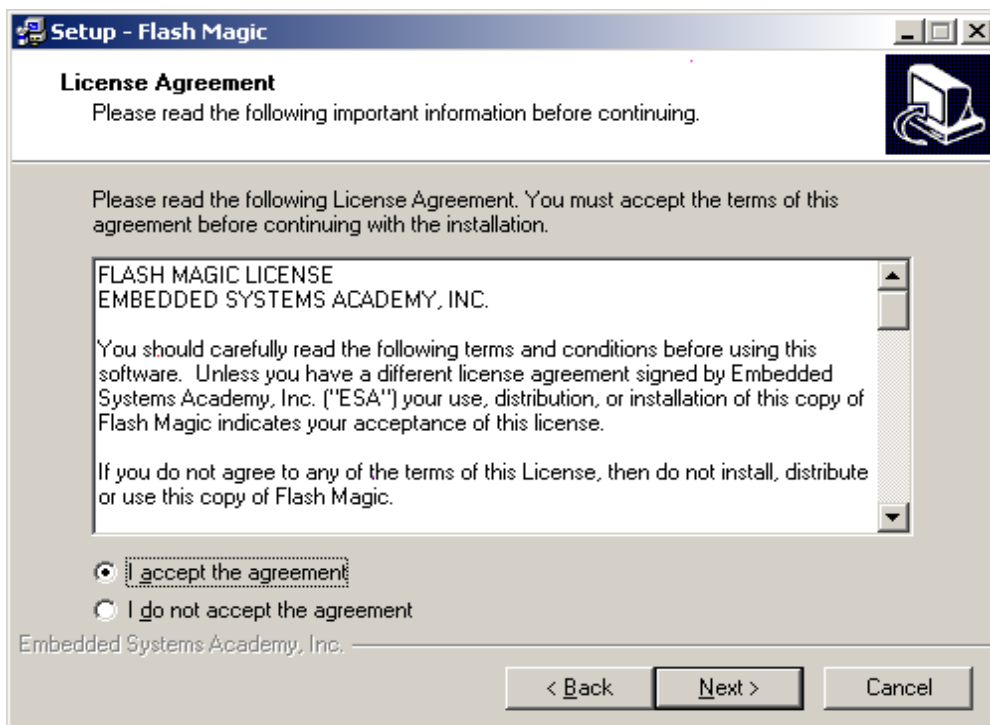 Setup - Flash Magic
License Agreement
Please read the following important information before continuing.
Please read the following License Agreement. You must accept the terms of this
agreement before continuing with the installation.
FLASH MAGIC LICENSE
EMBEDDED SYSTEMS ACADEMY, INC.
You should carefully read the following terms and conditions before using this
software.  Unless you have a different license agreement signed by Embedded
Systems Academy, Inc. ("ESA") your use, distribution, or installation of this copy of
Flash Magic indicates your acceptance of this license.
If you do not agree to any of the terms of this License, then do not install, distribute
or use this copy of Flash Magic.
I accept the agreement
I do not accept the agreement
Embedded Systems Academy, Inc.
< Back Next > Cancel